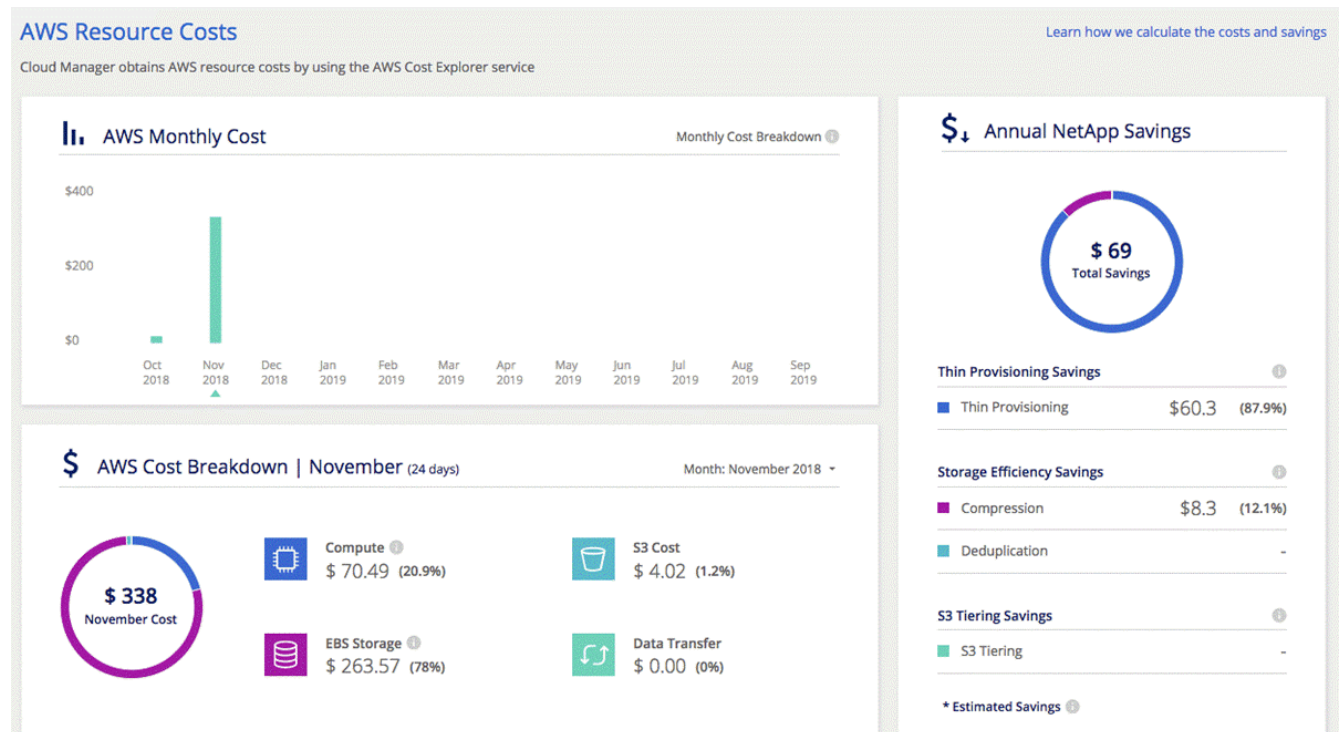 AWS Resource Costs
Learn how we calculate the costs and savings
Cloud Manager obtains AWS resource costs by using the AWS Cost Explorer service
AWS Monthly Cost
Monthly Cost Breakdown
$400
$200
$0
Oct 2018
Nov 2018
Dec 2018
Jan 2019
Feb 2019
Mar 2019
Apr 2019
May 2019
Jun 2019
Jul 2019
Aug 2019
Sep 2019
AWS Cost Breakdown | November (24 days)
Month: November 2018
$ 338
November Cost
Compute
$ 70.49 (20.9%)
S3 Cost
$ 4.02 (1.2%)
EBS Storage
$ 263.57 (78%)
Data Transfer
$ 0.00 (0%)
Annual NetApp Savings
$ 69
Total Savings
Thin Provisioning Savings
Thin Provisioning $60.3 (87.9%)
Storage Efficiency Savings
Compression $8.3 (12.1%)
Deduplication -
S3 Tiering Savings
S3 Tiering -
* Estimated Savings